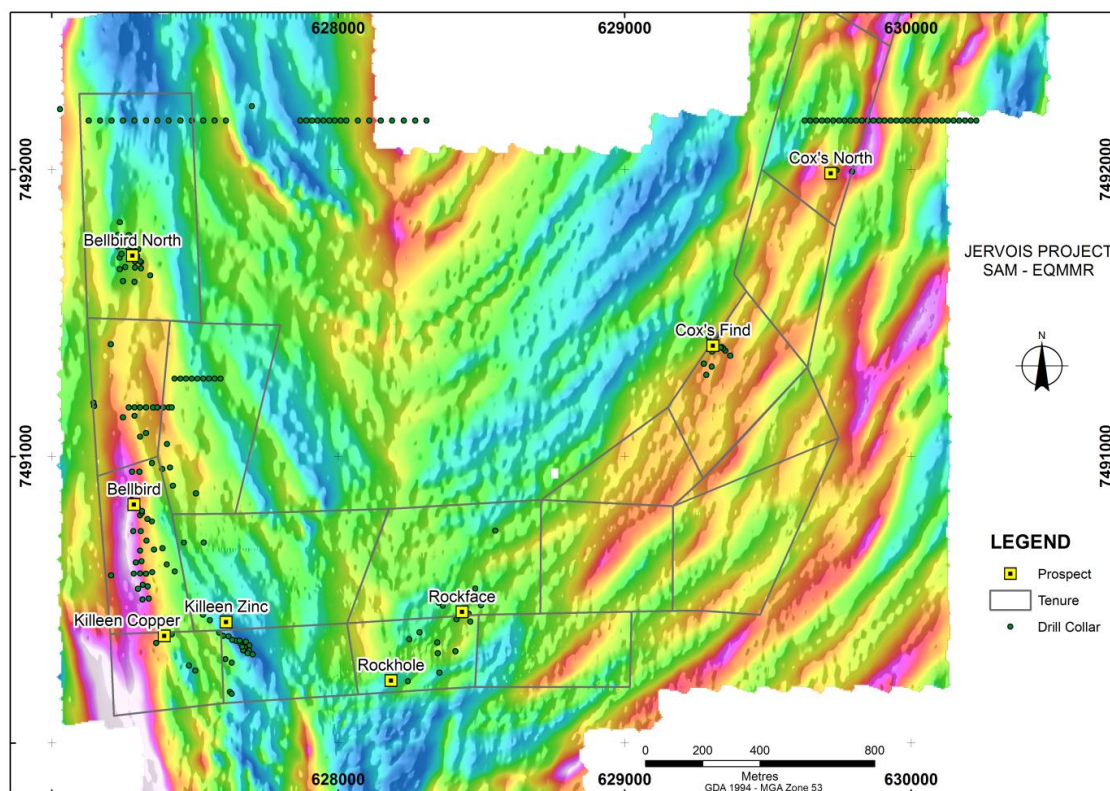 628000
629000
630000
7492000
7492000
Cox's North
Bellbird North
JERVOIS PROJECT
SAM - EQMMR
N
Cox's Find
7491000
7491000
Bellbird
LEGEND
Prospect
Tenure
Drill Collar
Rockface
Killeen Zinc
Killeen Copper
Rockhole
0 200 400 800
Metres
GDA 1994 - MGA Zone 53
628000
629000
630000